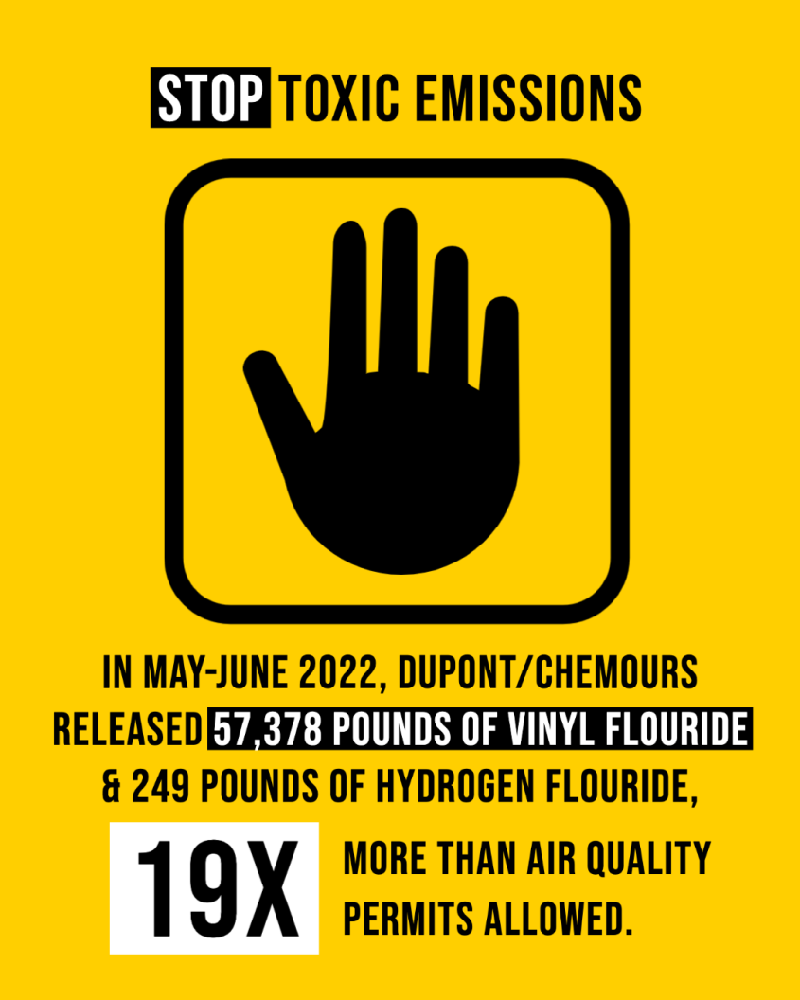 STOP TOXIC EMISSIONS
IN MAY-JUNE 2022, DUPONT/CHEMOURS
RELEASED 57,378 POUNDS OF VINYL FLOURIDE
& 249 POUNDS OF HYDROGEN FLOURIDE,
19X MORE THAN AIR QUALITY
PERMITS ALLOWED.